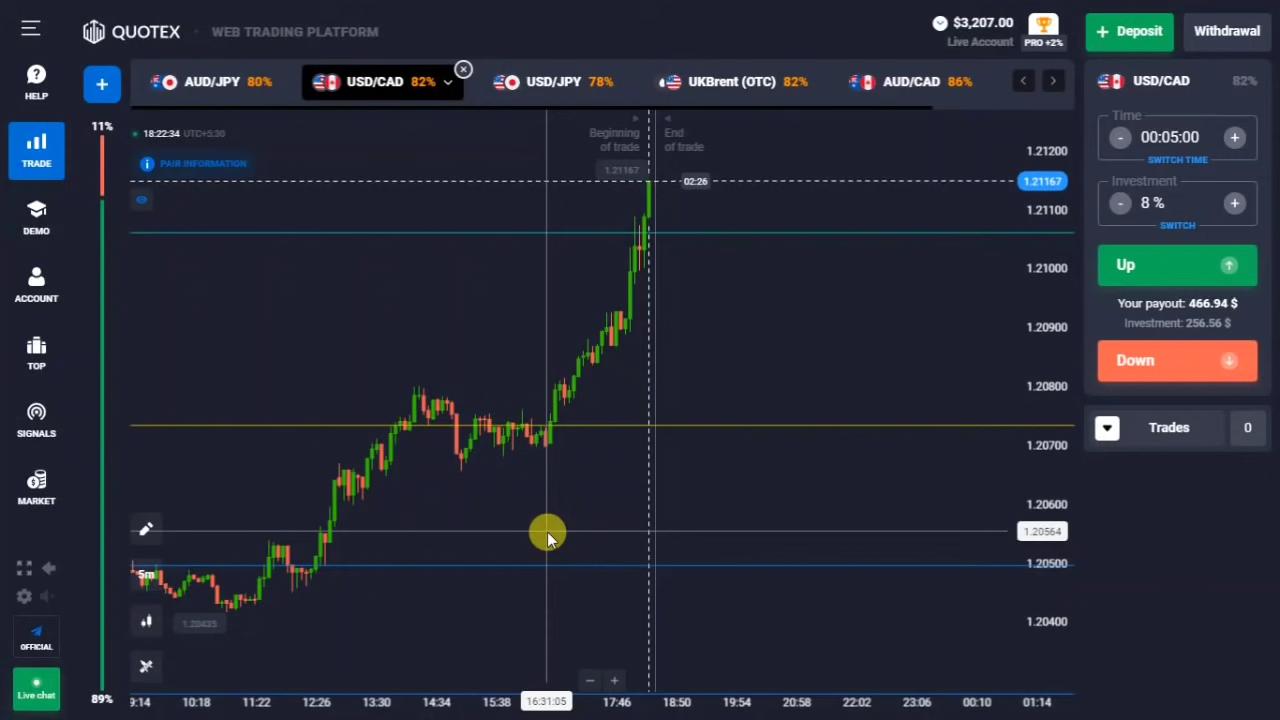 QUOTEX
WEB TRADING PLATFORM
$3,207.00
Live Account
PRO +2%
+ Deposit
Withdrawal
HELP
TRADE
DEMO
ACCOUNT
TOP
SIGNALS
MARKET
OFFICIAL
Live chat
+
AUD/JPY 80%
USD/CAD 82%
USD/JPY 78%
UKBrent (OTC) 82%
AUD/CAD 86%
11%
89%
18:22:34 UTC+5:30
PAIR INFORMATION
Beginning
of trade
End
of trade
1.21167
02:26
1.21200
1.21167
1.21100
1.21000
1.20900
1.20800
1.20700
1.20600
1.20564
1.20500
1.20400
5m
1.20435
9:14
10:18
11:22
12:26
13:30
14:34
15:38
16:31:05
17:46
18:50
19:54
20:58
22:02
23:06
00:10
01:14
USD/CAD
82%
Time
- 00:05:00 +
SWITCH TIME
Investment
- 8 % +
SWITCH
Up
Your payout: 466.94 $
Investment: 256.56 $
Down
Trades
0